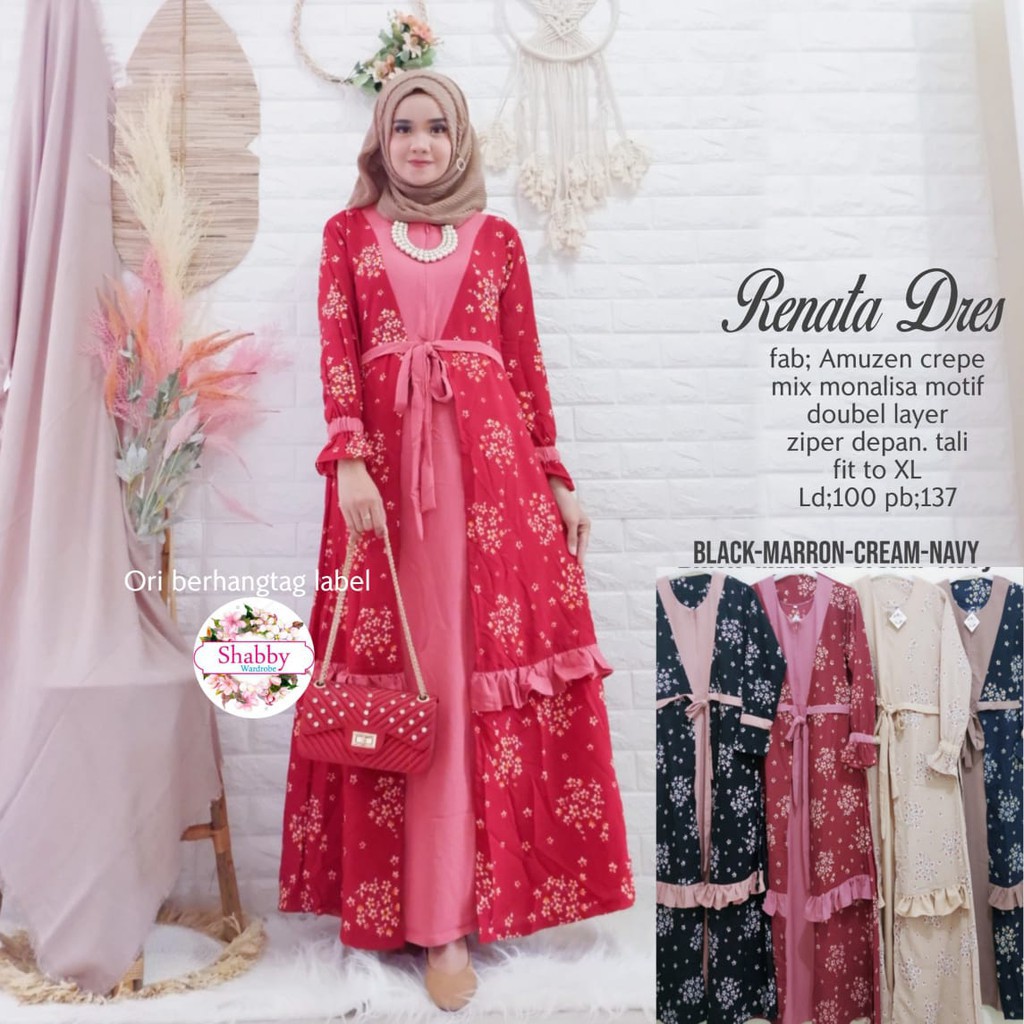 Renata Dres
fab; Amuzen crepe
mix monalisa motif
doubel layer
ziper depan. tali
fit to XL
Ld;100 pb;137
BLACK-MARRON-CREAM-NAVY
Ori berhangtag label
Shabby
Wardrobe